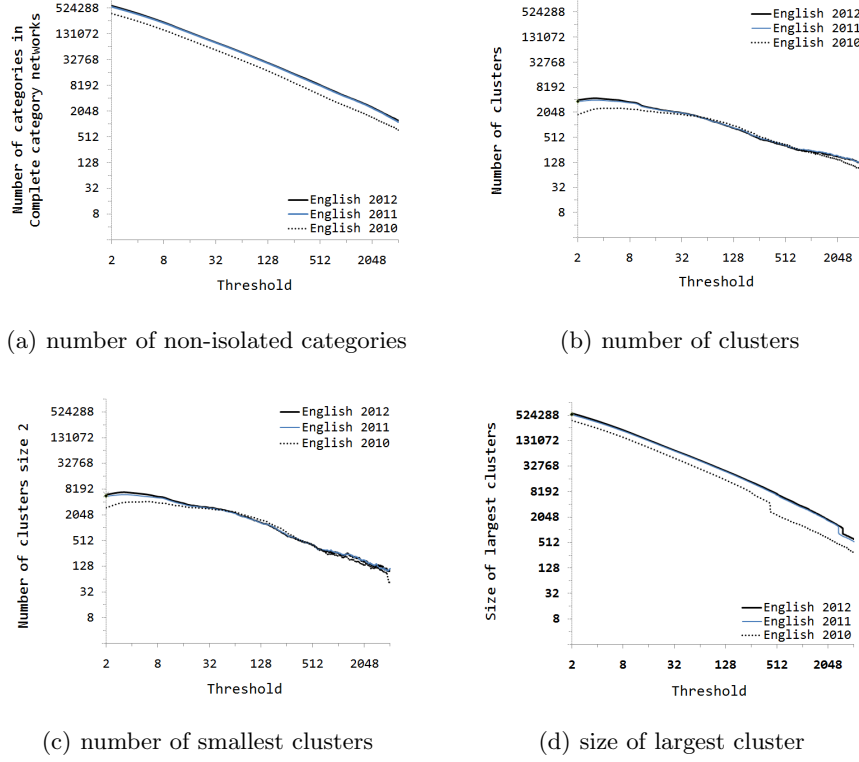 Number of categories in
Complete category networks
524288
131072
32768
8192
2048
512
128
32
8
English 2012
English 2011
English 2010
2 8 32 128 512 2048
Threshold
(a) number of non-isolated categories
Number of clusters
524288
131072
32768
8192
2048
512
128
32
8
English 2012
English 2011
English 2010
2 8 32 128 512 2048
Threshold
(b) number of clusters
Number of clusters size 2
524288
131072
32768
8192
2048
512
128
32
8
English 2012
English 2011
English 2010
2 8 32 128 512 2048
Threshold
(c) number of smallest clusters
Size of largest clusters
524288
131072
32768
8192
2048
512
128
32
8
English 2012
English 2011
English 2010
2 8 32 128 512 2048
Threshold
(d) size of largest cluster